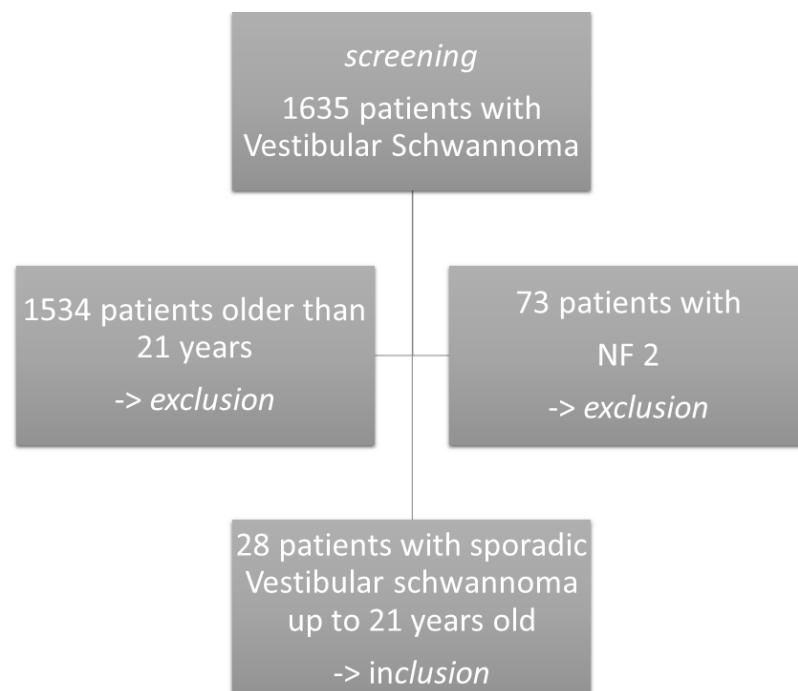 screening
1635 patients with
Vestibular Schwannoma
1534 patients older than
21 years
-> exclusion
73 patients with
NF 2
-> exclusion
28 patients with sporadic
Vestibular schwannoma
up to 21 years old
-> inclusion